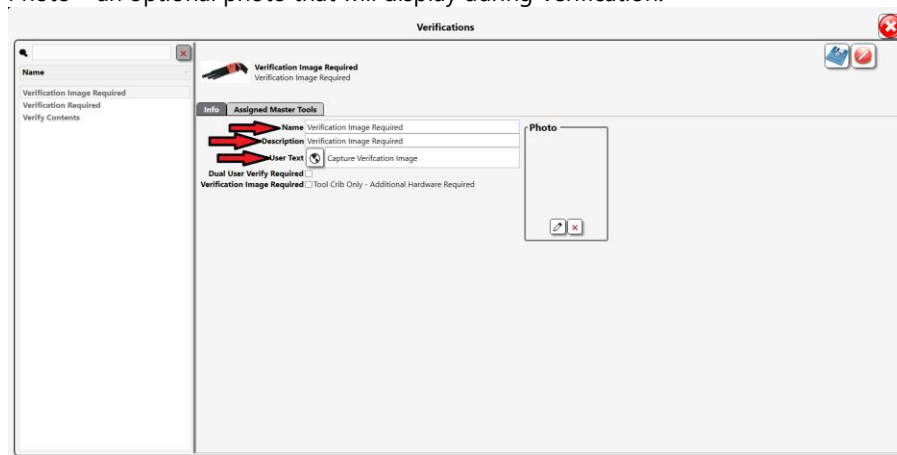 Photo – an optional photo that will display during verification.
Verifications
Name
Verification Image Required
Verification Required
Verify Contents
Verification Image Required
Verification Image Required
Info Assigned Master Tools
Name Verification Image Required
Description Verification Image Required
User Text Capture Verifcation Image
Dual User Verify Required
Verification Image Required Tool Crib Only - Additional Hardware Required
Photo